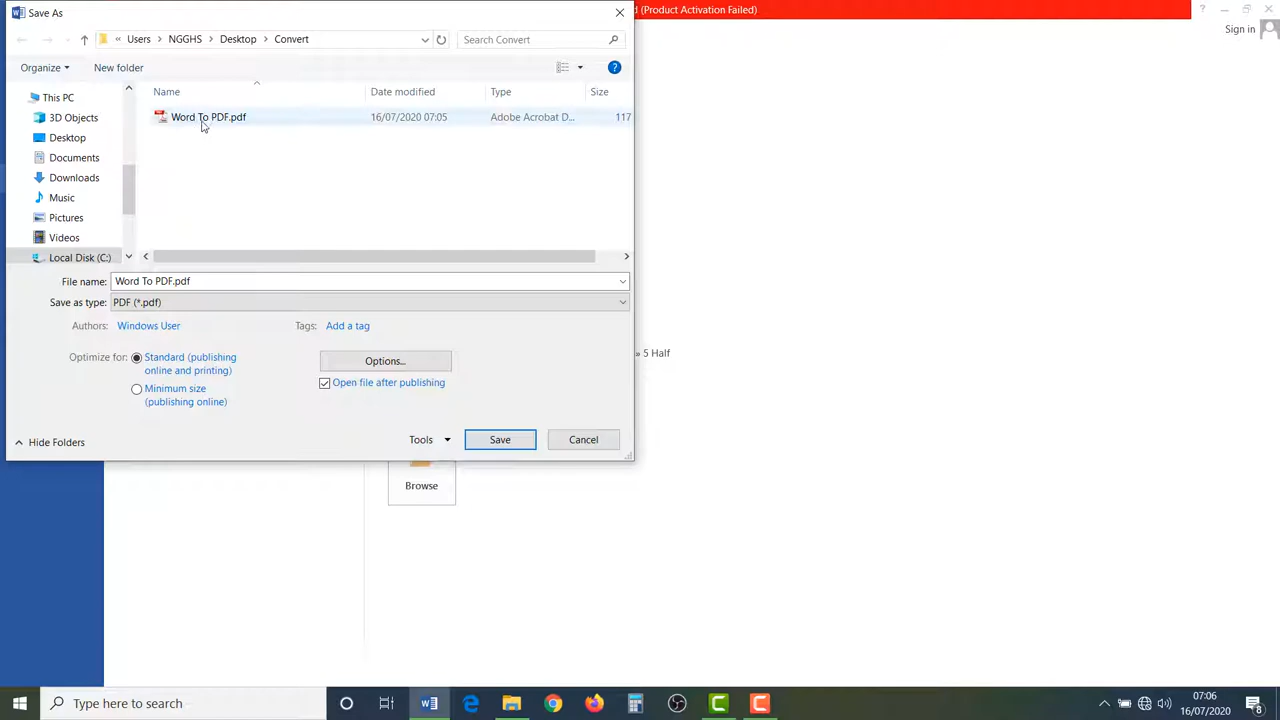 Save As
d (Product Activation Failed)
Sign in
« Users > NGGHS > Desktop > Convert
Search Convert
Organize
New folder
This PC
3D Objects
Desktop
Documents
Downloads
Music
Pictures
Videos
Local Disk (C:)
Name Date modified Type Size
Word To PDF.pdf 16/07/2020 07:05 Adobe Acrobat D... 117
File name: Word To PDF.pdf
Save as type: PDF (*.pdf)
Authors: Windows User Tags: Add a tag
Optimize for: Standard (publishing
online and printing)
Minimum size
(publishing online)
Options...
Open file after publishing
» 5 Half
Hide Folders
Tools
Save
Cancel
Browse
Type here to search
07:06
16/07/2020
8